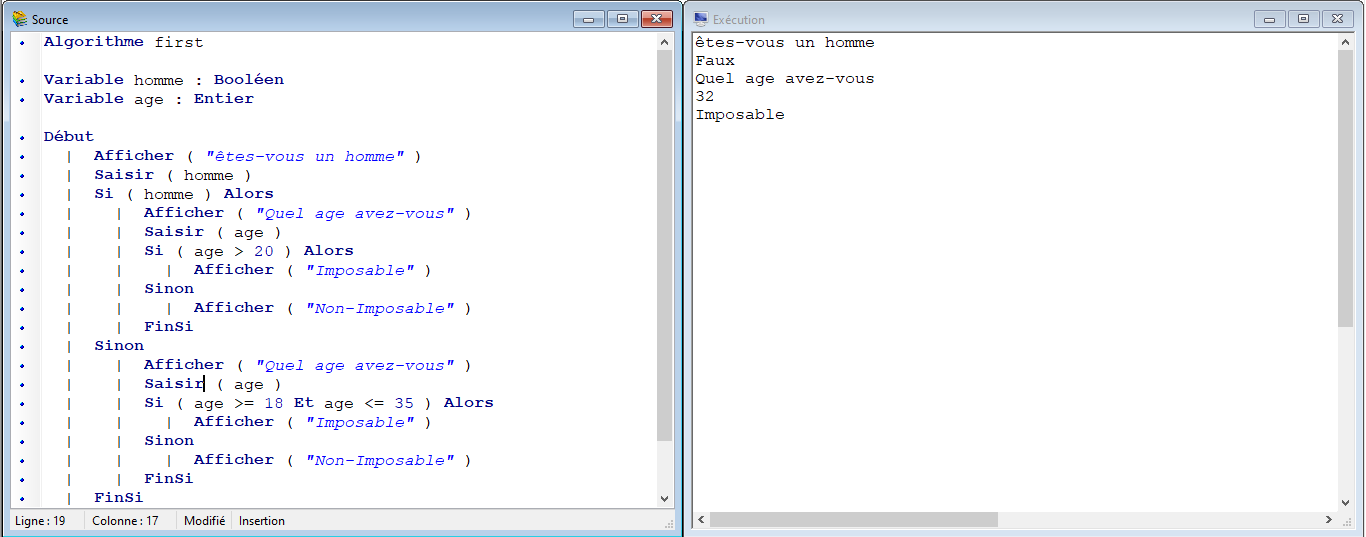 Source
Algorithme first
Variable homme : Booléen
Variable age : Entier
Début
Afficher ( "êtes-vous un homme" )
Saisir ( homme )
Si ( homme ) Alors
Afficher ( "Quel age avez-vous" )
Saisir ( age )
Si ( age > 20 ) Alors
Afficher ( "Imposable" )
Sinon
Afficher ( "Non-Imposable" )
FinSi
Sinon
Afficher ( "Quel age avez-vous" )
Saisir ( age )
Si ( age >= 18 Et age <= 35 ) Alors
Afficher ( "Imposable" )
Sinon
Afficher ( "Non-Imposable" )
FinSi
FinSi
Ligne : 19 Colonne : 17 Modifié Insertion
Exécution
êtes-vous un homme
Faux
Quel age avez-vous
32
Imposable